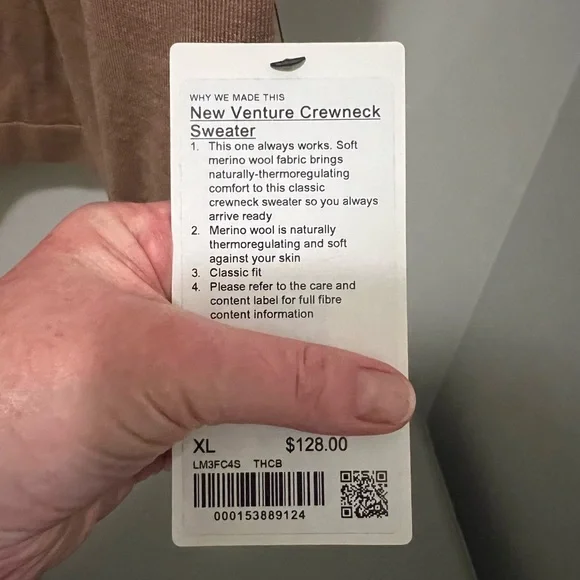 WHY WE MADE THIS
New Venture Crewneck
Sweater
1. This one always works. Soft
merino wool fabric brings
naturally-thermoregulating
comfort to this classic
crewneck sweater so you always
arrive ready
2. Merino wool is naturally
thermoregulating and soft
against your skin
3. Classic fit
4. Please refer to the care and
content label for full fibre
content information
XL $128.00
LM3FC4S THCB
000153889124